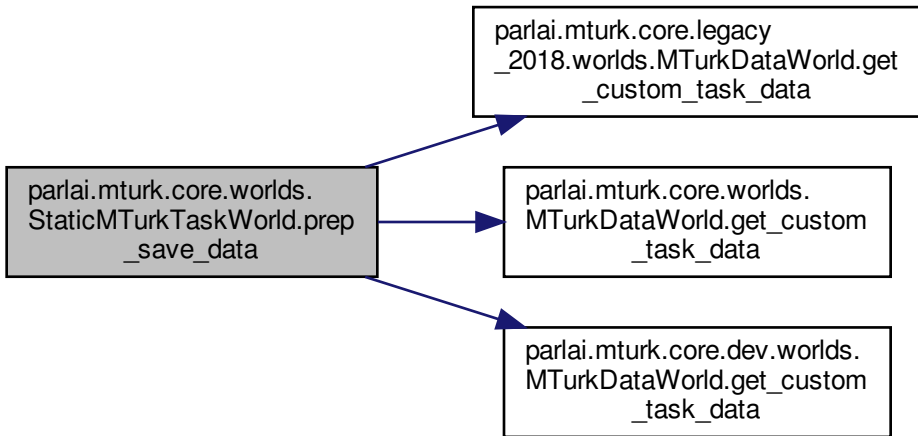 parlai.mturk.core.legacy
_2018.worlds.MTurkDataWorld.get
_custom_task_data
parlai.mturk.core.worlds.
StaticMTurkTaskWorld.prep
_save_data
parlai.mturk.core.worlds.
MTurkDataWorld.get_custom
_task_data
parlai.mturk.core.dev.worlds.
MTurkDataWorld.get_custom
_task_data